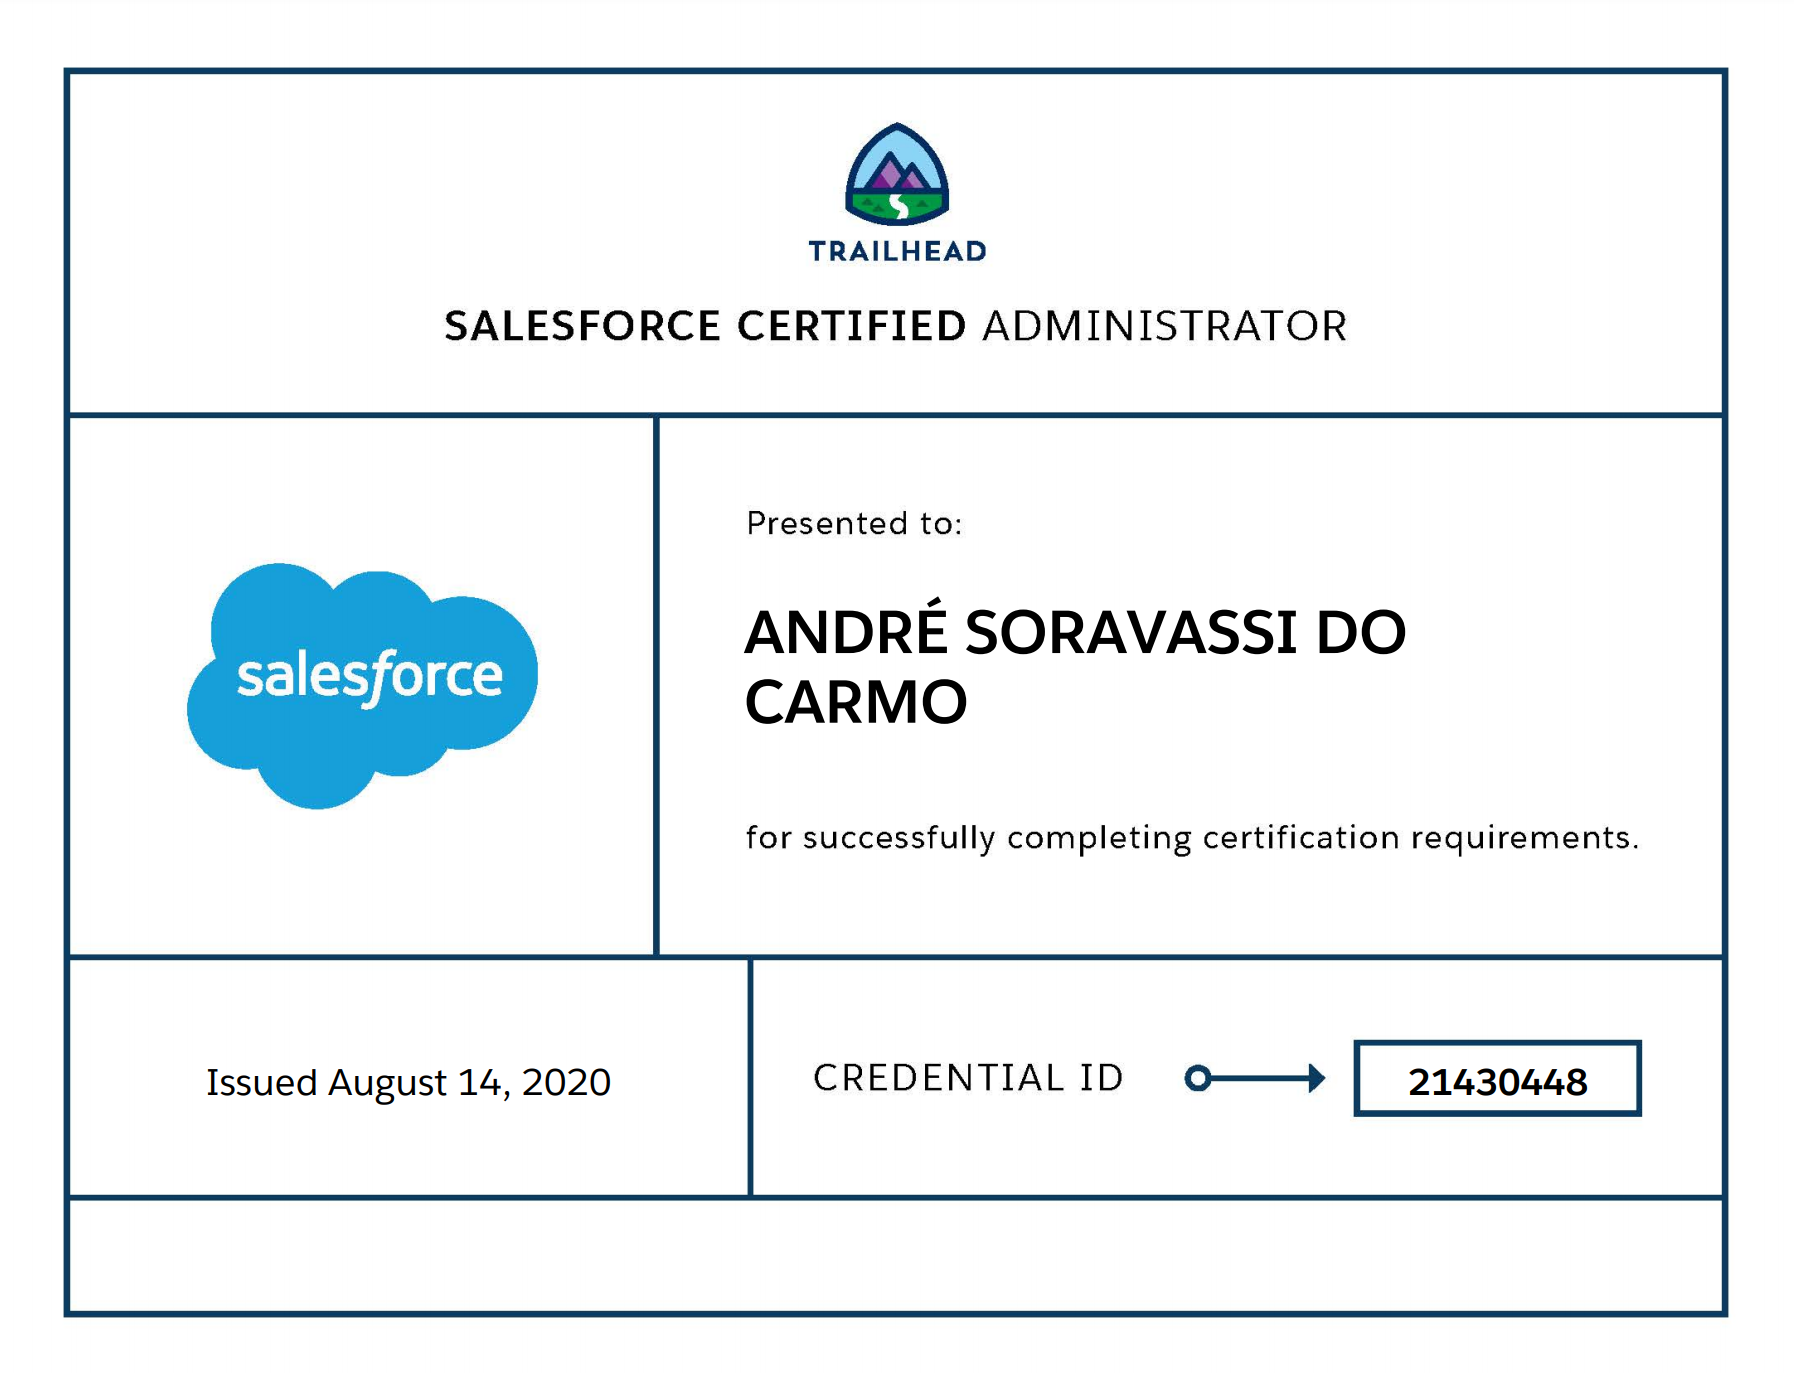 TRAILHEAD
SALESFORCE CERTIFIED ADMINISTRATOR
salesforce
Presented to:
ANDRÉ SORAVASSI DO
CARMO
for successfully completing certification requirements.
Issued August 14, 2020
CREDENTIAL ID
21430448